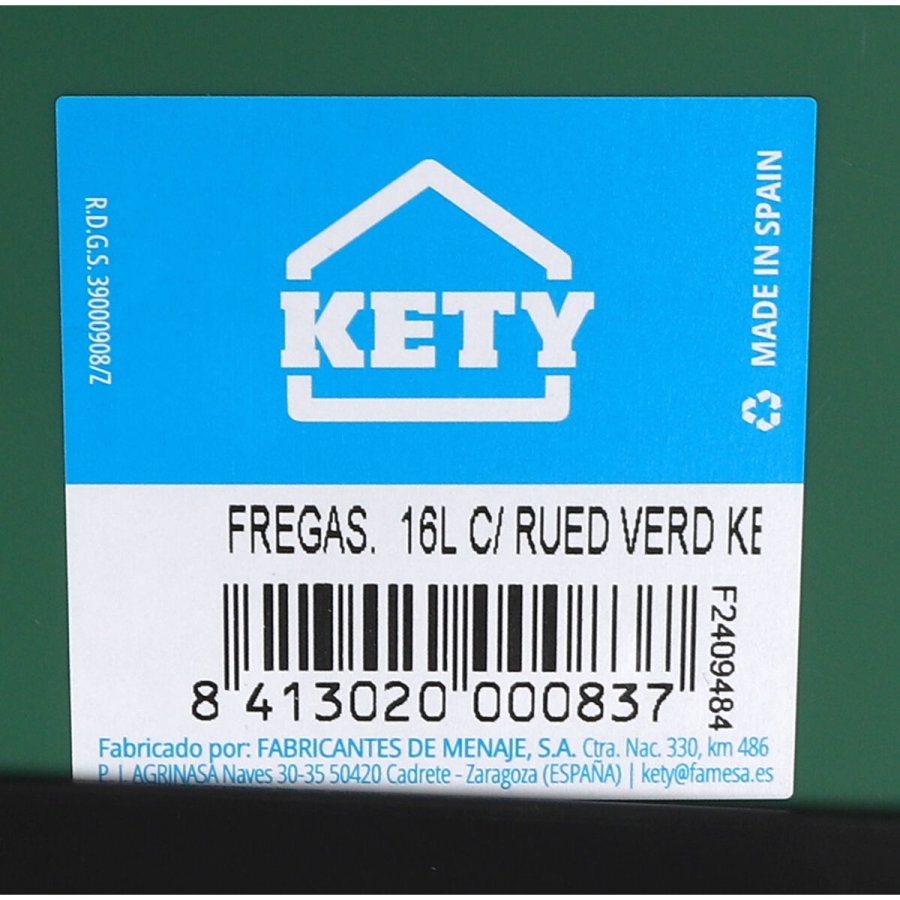 R.D.G.S. 39000908/Z
KETY
MADE IN SPAIN
FREGAS. 16L C/ RUED VERD KE
F2409484
8 413020 000837
Fabricado por: FABRICANTES DE MENAJE, S.A. Ctra. Nac. 330, km 486
P. I. AGRINASA Naves 30-35 50420 Cadrete - Zaragoza (ESPAÑA) | kety@famesa.es